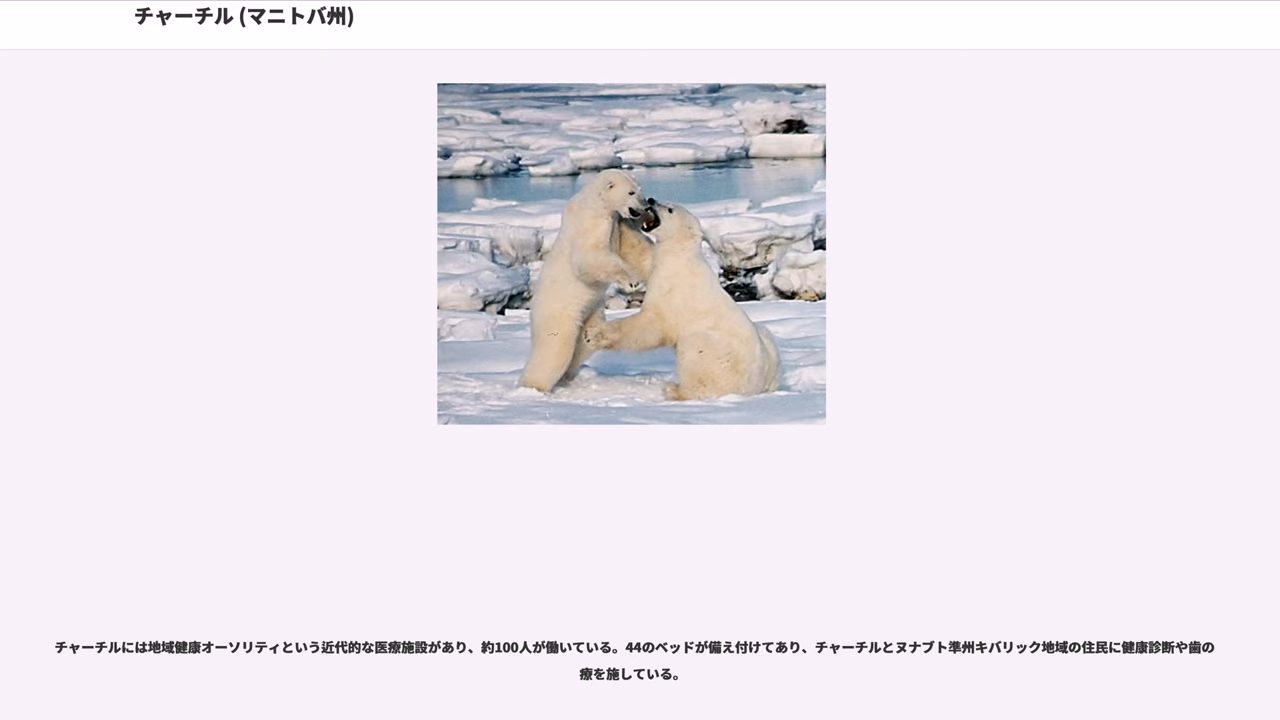 チャーチル (マニトバ州)
チャーチルには地域健康オーソリティという近代的な医療施設があり、約100人が働いている。44のベッドが備え付けてあり、チャーチルとヌナブト準州キバリック地域の住民に健康診断や歯の
療を施している。